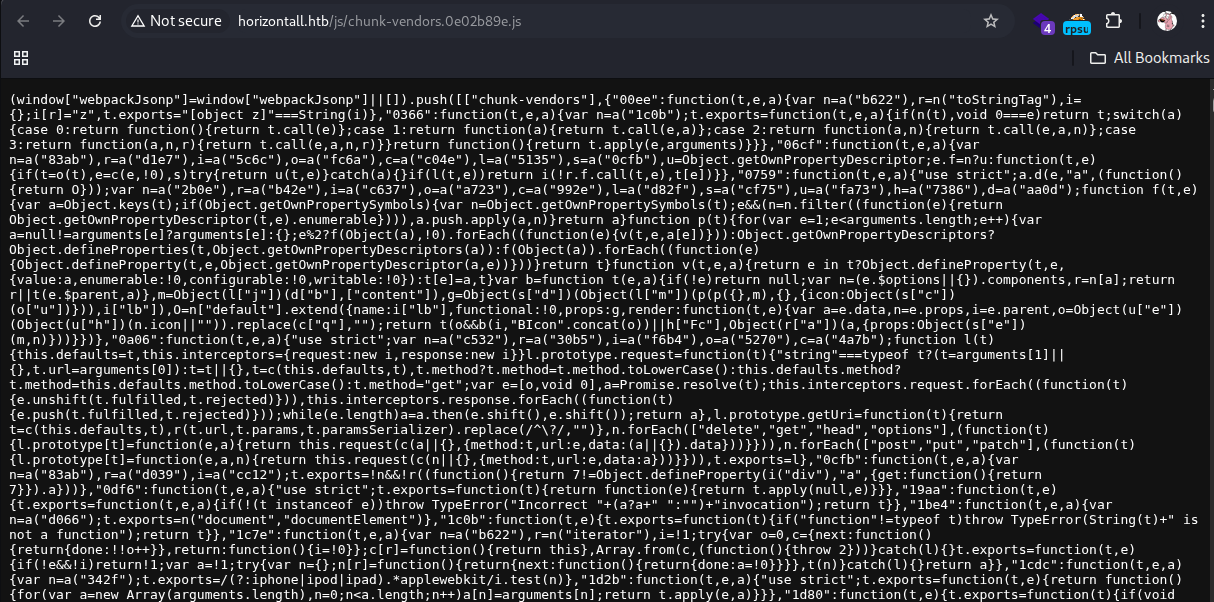 Not secure
horizontall.htb/js/chunk-vendors.0e02b89e.js
4
rpsu
All Bookmarks
(window["webpackJsonp"]=window["webpackJsonp"]||[]).push([["chunk-vendors"],{"00ee":function(t,e,a){var n=a("b622"),r=n("toStringTag"),i=
{};i[r]="z",t.exports="[object z]"===String(i)},"0366":function(t,e,a){var n=a("1c0b");t.exports=function(t,e,a){if(n(t),void 0===e)return t;switch(a)
{case 0:return function(){return t.call(e)};case 1:return function(a){return t.call(e,a)};case 2:return function(a,n){return t.call(e,a,n)};case
3:return function(a,n,r){return t.call(e,a,n,r)}}return function(){return t.apply(e,arguments)}}},"06cf":function(t,e,a){var
n=a("83ab"),r=a("d1e7"),i=a("5c6c"),o=a("fc6a"),c=a("c04e"),l=a("5135"),s=a("0cfb"),u=Object.getOwnPropertyDescriptor;e.f=n?u:function(t,e)
{if(t=o(t),e=c(e,!0),s)try{return u(t,e)}catch(a){}if(l(t,e))return i(!r.f.call(t,e),t[e])}},"0759":function(t,e,a){"use strict";a.d(e,"a",(function()
{return O}));var n=a("2b0e"),r=a("b42e"),i=a("c637"),o=a("a723"),c=a("992e"),l=a("d82f"),s=a("cf75"),u=a("fa73"),h=a("7386"),d=a("aa0d");function f(t,e)
{var a=Object.keys(t);if(Object.getOwnPropertySymbols){var n=Object.getOwnPropertySymbols(t);e&&(n=n.filter((function(e){return
Object.getOwnPropertyDescriptor(t,e).enumerable}))),a.push.apply(a,n)}return a}function p(t){for(var e=1;e<arguments.length;e++){var
a=null!=arguments[e]?arguments[e]:{};e%2?f(Object(a),!0).forEach((function(e){v(t,e,a[e])})):Object.getOwnPropertyDescriptors?
Object.defineProperties(t,Object.getOwnPropertyDescriptors(a)):f(Object(a)).forEach((function(e)
{Object.defineProperty(t,e,Object.getOwnPropertyDescriptor(a,e))}))}return t}function v(t,e,a){return e in t?Object.defineProperty(t,e,
{value:a,enumerable:!0,configurable:!0,writable:!0}):t[e]=a,t}var b=function t(e,a){if(!e)return null;var n=(e.$options||{}).components,r=n[a];return
r||t(e.$parent,a)},m=Object(l["j"])(d["b"],["content"]),g=Object(s["d"])(Object(l["m"])(p(p({},m),{},{icon:Object(s["c"])
(o["u"])})),i["lb"]),O=n["default"].extend({name:i["lb"],functional:!0,props:g,render:function(t,e){var a=e.data,n=e.props,i=e.parent,o=Object(u["e"])
(Object(u["h"])(n.icon||"")).replace(c["q"],"");return t(o&&b(i,"BIcon".concat(o))||h["Fc"],Object(r["a"])(a,{props:Object(s["e"])
(m,n)}))}})},"0a06":function(t,e,a){"use strict";var n=a("c532"),r=a("30b5"),i=a("f6b4"),o=a("5270"),c=a("4a7b");function l(t)
{this.defaults=t,this.interceptors={request:new i,response:new i}}l.prototype.request=function(t){"string"===typeof t?(t=arguments[1]||
{},t.url=arguments[0]):t=t||{},t=c(this.defaults,t),t.method?t.method=t.method.toLowerCase():this.defaults.method?
t.method=this.defaults.method.toLowerCase():t.method="get";var e=[o,void 0],a=Promise.resolve(t);this.interceptors.request.forEach((function(t)
{e.unshift(t.fulfilled,t.rejected)})),this.interceptors.response.forEach((function(t)
{e.push(t.fulfilled,t.rejected)}));while(e.length)a=a.then(e.shift(),e.shift());return a},l.prototype.getUri=function(t){return
t=c(this.defaults,t),r(t.url,t.params,t.paramsSerializer).replace(/^\?/,"")},n.forEach(["delete","get","head","options"],(function(t)
{l.prototype[t]=function(e,a){return this.request(c(a||{},{method:t,url:e,data:(a||{}).data}))}})),n.forEach(["post","put","patch"],(function(t)
{l.prototype[t]=function(e,a,n){return this.request(c(n||{},{method:t,url:e,data:a}))}})),t.exports=l},"0cfb":function(t,e,a){var
n=a("83ab"),r=a("d039"),i=a("cc12");t.exports=!n&&!r((function(){return 7!=Object.defineProperty(i("div"),"a",{get:function(){return
7}}).a}))},"0df6":function(t,e,a){"use strict";t.exports=function(t){return function(e){return t.apply(null,e)}}},"19aa":function(t,e)
{t.exports=function(t,e,a){if(!(t instanceof e))throw TypeError("Incorrect "+(a?a+" ":"")+"invocation");return t}},"1be4":function(t,e,a){var
n=a("d066");t.exports=n("document","documentElement")},"1c0b":function(t,e){t.exports=function(t){if("function"!=typeof t)throw TypeError(String(t)+" is
not a function");return t}},"1c7e":function(t,e,a){var n=a("b622"),r=n("iterator"),i=!1;try{var o=0,c={next:function()
{return{done:!!o++}},return:function(){i=!0}};c[r]=function(){return this},Array.from(c,(function(){throw 2}))}catch(l){}t.exports=function(t,e)
{if(!e&&!i)return!1;var a=!1;try{var n={};n[r]=function(){return{next:function(){return{done:a=!0}}}},t(n)}catch(l){}return a}},"1cdc":function(t,e,a)
{var n=a("342f");t.exports=/(?:iphone|ipod|ipad).*applewebkit/i.test(n)},"1d2b":function(t,e,a){"use strict";t.exports=function(t,e){return function()
{for(var a=new Array(arguments.length),n=0;n<a.length;n++)a[n]=arguments[n];return t.apply(e,a)}}},"1d80":function(t,e){t.exports=function(t){if(void